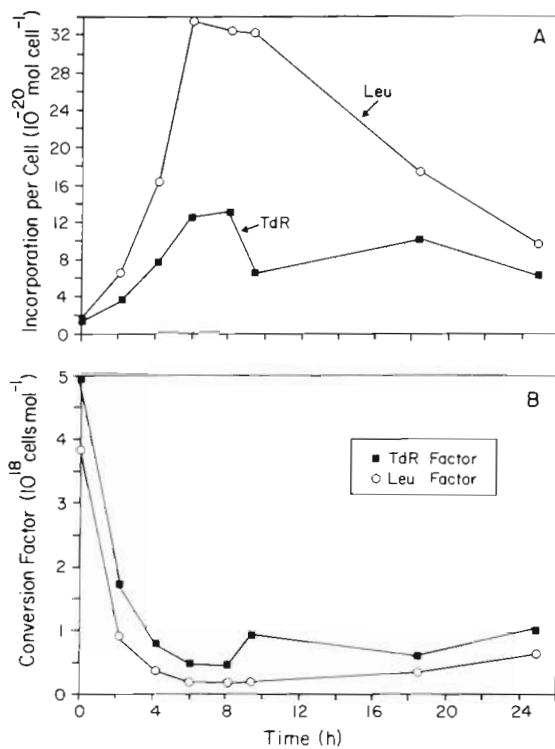 A
Incorporation per Cell (10⁻²⁰ mol cell⁻¹)
32
28
24
20
16
12
8
4
0
Leu
TdR
B
Conversion Factor (10¹⁸ cells mol⁻¹)
5
4
3
2
1
0
TdR Factor
Leu Factor
0 4 8 12 16 20 24
Time (h)